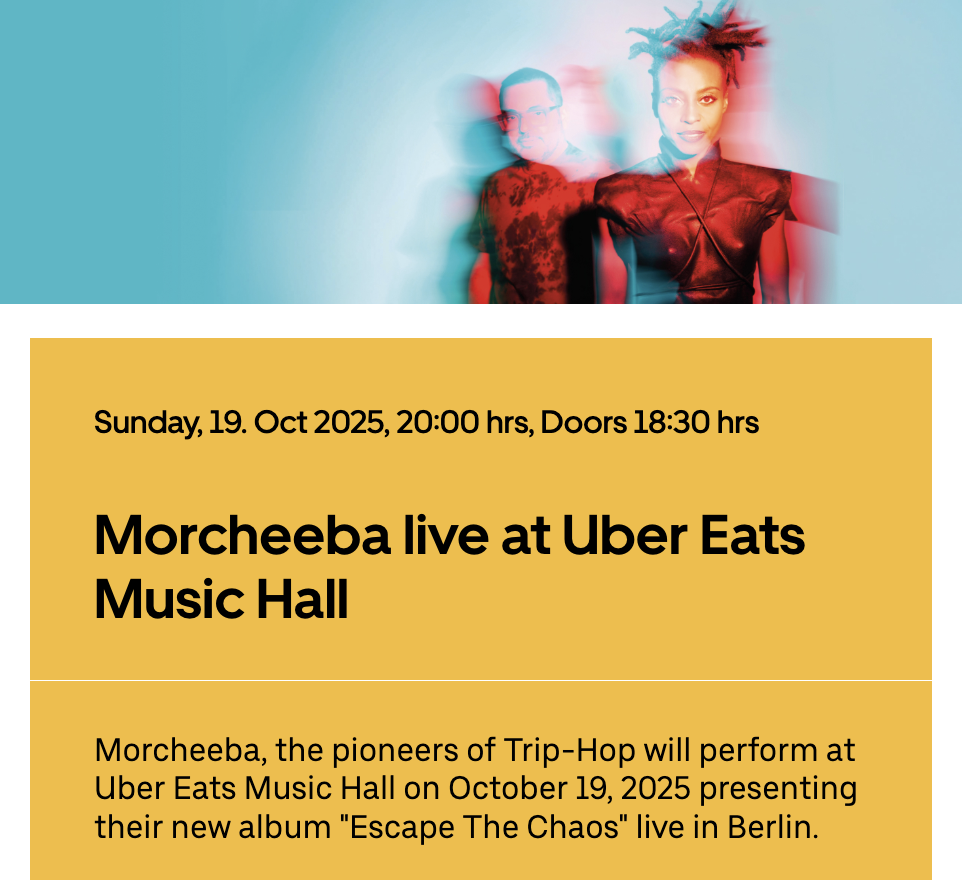 Sunday, 19. Oct 2025, 20:00 hrs, Doors 18:30 hrs
Morcheeba live at Uber Eats
Music Hall
Morcheeba, the pioneers of Trip-Hop will perform at
Uber Eats Music Hall on October 19, 2025 presenting
their new album "Escape The Chaos" live in Berlin.